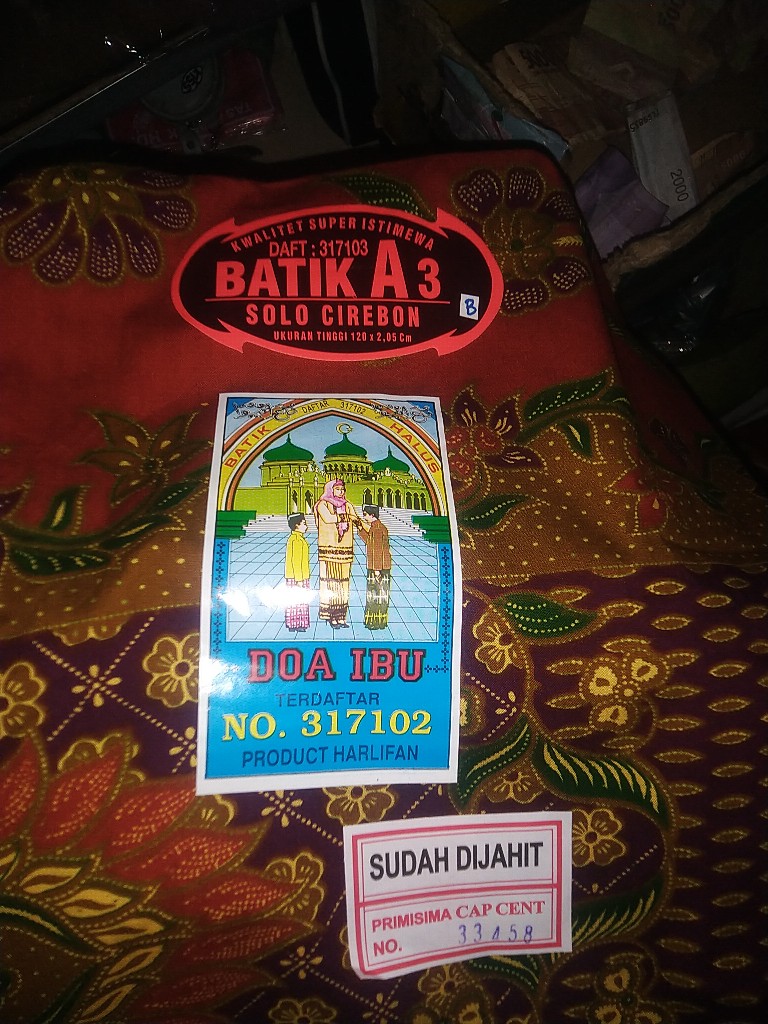 2000
KWALITET SUPER ISTIMEWA
DAFT : 317103
BATIK A 3
B
SOLO CIREBON
UKURAN TINGGI 120 x 2,05 Cm
DAFTAR 317102
BATIK HALUS
DOA IBU
TERDAFTAR
NO. 317102
PRODUCT HARLIFAN
SUDAH DIJAHIT
PRIMISIMA CAP CENT
NO. 33458